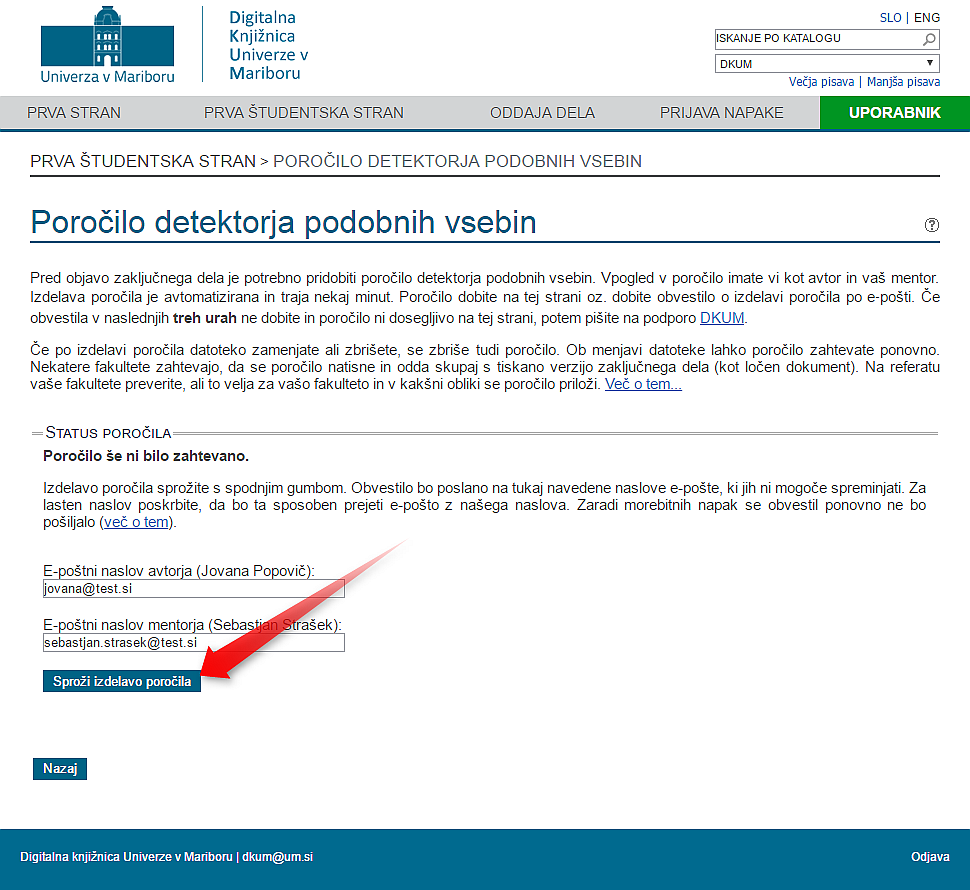 Univerza v Mariboru
Digitalna
Knjižnica
Univerze v
Mariboru
SLO | ENG
ISKANJE PO KATALOGU
DKUM
Večja pisava | Manjša pisava
PRVA STRAN PRVA ŠTUDENTSKA STRAN ODDAJA DELA PRIJAVA NAPAKE UPORABNIK
PRVA ŠTUDENTSKA STRAN > POROČILO DETEKTORJA PODOBNIH VSEBIN
Poročilo detektorja podobnih vsebin
Pred objavo zaključnega dela je potrebno pridobiti poročilo detektorja podobnih vsebin. Vpogled v poročilo imate vi kot avtor in vaš mentor.
Izdelava poročila je avtomatizirana in traja nekaj minut. Poročilo dobite na tej strani oz. dobite obvestilo o izdelavi poročila po e-pošti. Če
obvestila v naslednjih treh urah ne dobite in poročilo ni dosegljivo na tej strani, potem pišite na podporo DKUM.
Če po izdelavi poročila datoteko zamenjate ali zbrišete, se zbriše tudi poročilo. Ob menjavi datoteke lahko poročilo zahtevate ponovno.
Nekatere fakultete zahtevajo, da se poročilo natisne in odda skupaj s tiskano verzijo zaključnega dela (kot ločen dokument). Na referatu
vaše fakultete preverite, ali to velja za vašo fakulteto in v kakšni obliki se poročilo priloži. Več o tem...
STATUS POROČILA
Poročilo še ni bilo zahtevano.
Izdelavo poročila sprožite s spodnjim gumbom. Obvestilo bo poslano na tukaj navedene naslove e-pošte, ki jih ni mogoče spreminjati. Za
lasten naslov poskrbite, da bo ta sposoben prejeti e-pošto z našega naslova. Zaradi morebitnih napak se obvestil ponovno ne bo
pošiljalo (več o tem).
E-poštni naslov avtorja (Jovana Popovič):
jovana@test.si
E-poštni naslov mentorja (Sebastjan Strašek):
sebastjan.strasek@test.si
Sproži izdelavo poročila
Nazaj
Digitalna knjižnica Univerze v Mariboru | dkum@um.si Odjava